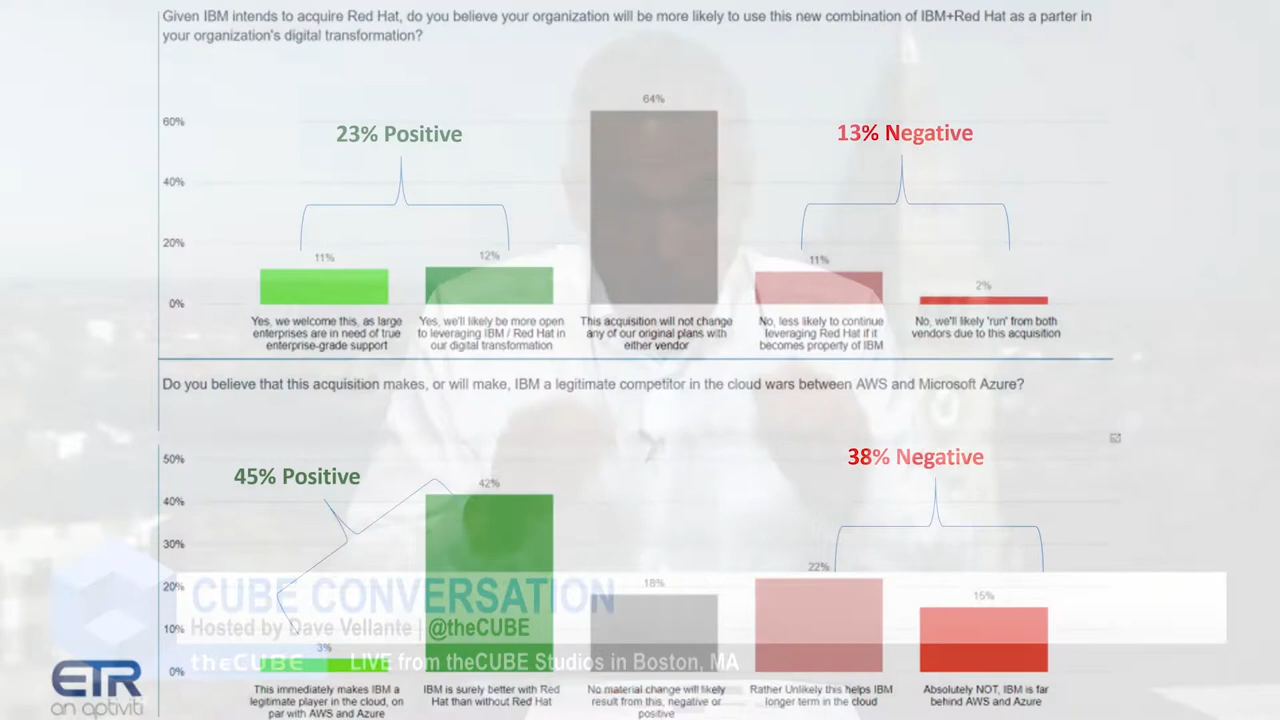 Given IBM intends to acquire Red Hat, do you believe your organization will be more likely to use this new combination of IBM+Red Hat as a parter in
your organization's digital transformation?
64%
60%
23% Positive
13% Negative
40%
20%
11%
12%
11%
2%
0%
Yes, we welcome this, as large
enterprises are in need of true
enterprise-grade support
Yes, we'll likely be more open
to leveraging IBM / Red Hat in
our digital transformation
This acquisition will not change
any of our original plans with
either vendor
No, less likely to continue
leveraging Red Hat if it
becomes property of IBM
No, we'll likely 'run' from both
vendors due to this acquisition
Do you believe that this acquisition makes, or will make, IBM a legitimate competitor in the cloud wars between AWS and Microsoft Azure?
50%
45% Positive
38% Negative
42%
40%
30%
22%
20%
18%
15%
10%
3%
0%
CUBE CONVERSATION
Hosted by Dave Vellante | @theCUBE
theCUBE
LIVE from theCUBE Studios in Boston, MA
This immediately makes IBM a
legitimate player in the cloud, on
par with AWS and Azure
IBM is surely better with Red
Hat than without Red Hat
No material change will likely
result from this, negative or
positive
Rather Unlikely this helps IBM
longer term in the cloud
Absolutely NOT, IBM is far
behind AWS and Azure
ETR
an aptiviti